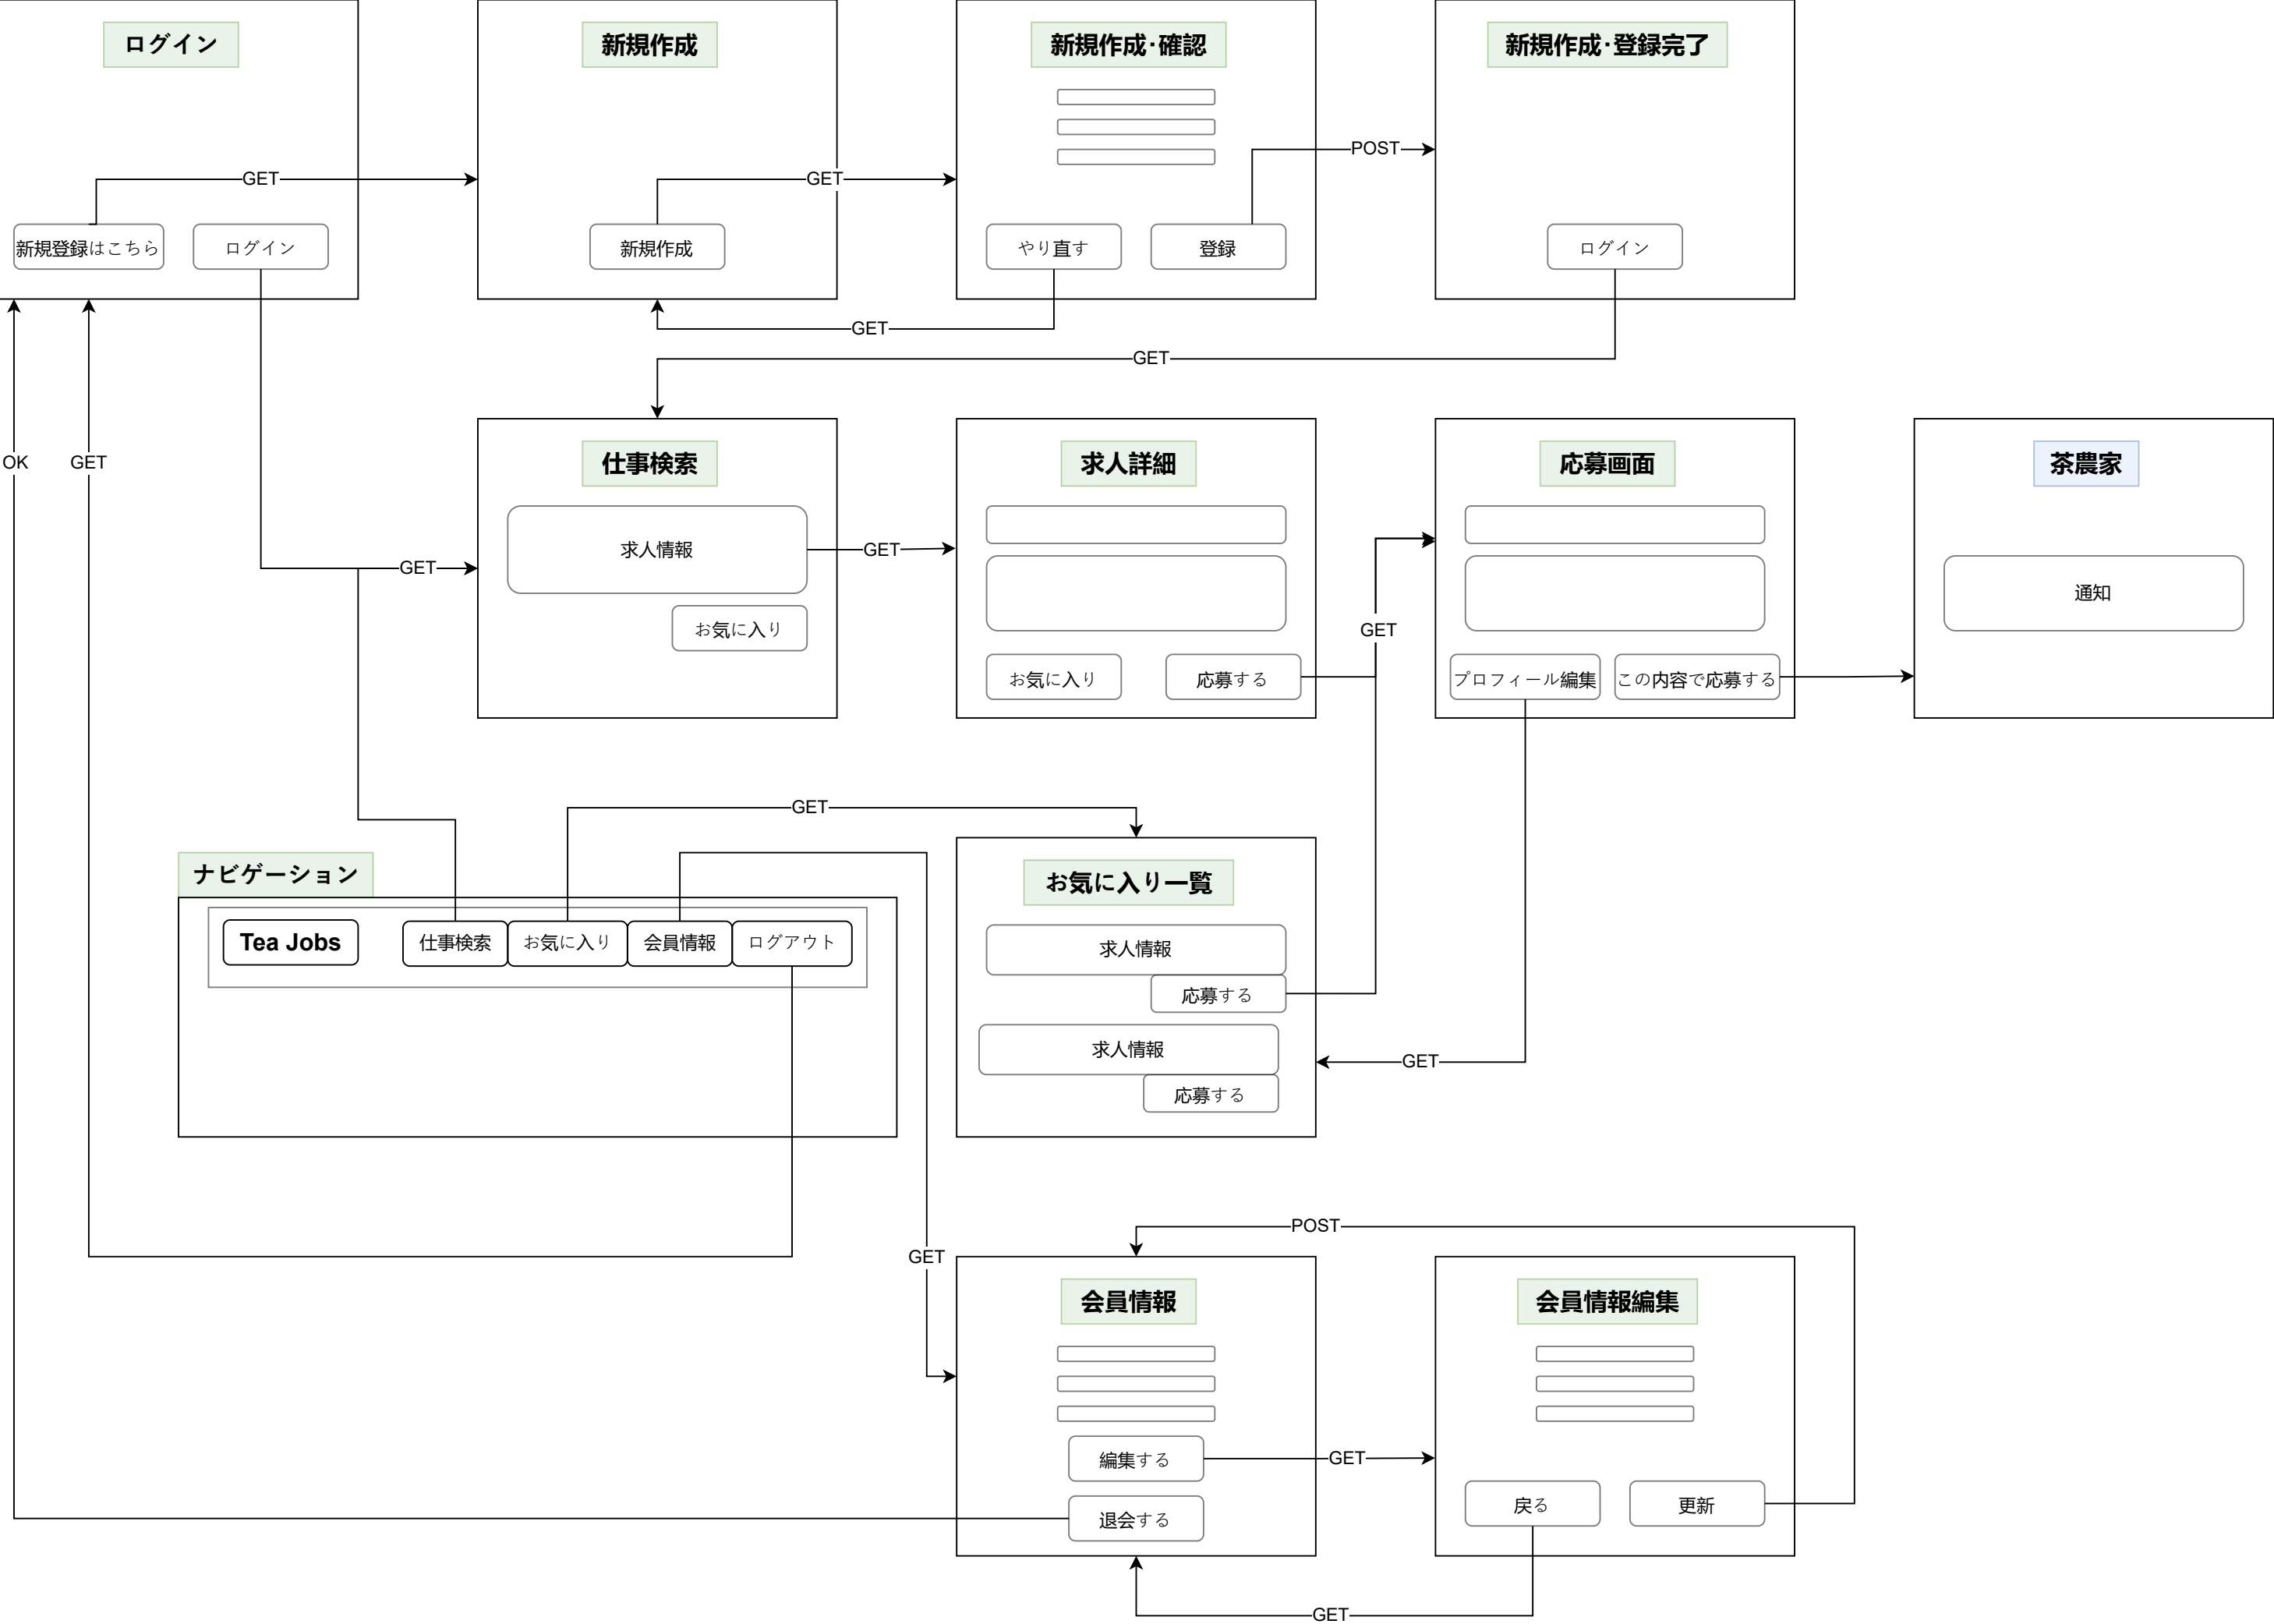 ログイン
新規作成
新規作成･確認
新規作成･登録完了
GET
GET
POST
新規登録はこちら
ログイン
新規作成
やり直す
登録
ログイン
GET
GET
OK
GET
仕事検索
求人詳細
応募画面
茶農家
求人情報
GET
GET
通知
お気に入り
GET
お気に入り
応募する
プロフィール編集
この内容で応募する
GET
ナビゲーション
お気に入り一覧
Tea Jobs
仕事検索
お気に入り
会員情報
ログアウト
求人情報
応募する
求人情報
GET
応募する
POST
GET
会員情報
会員情報編集
編集する
GET
退会する
戻る
更新
GET